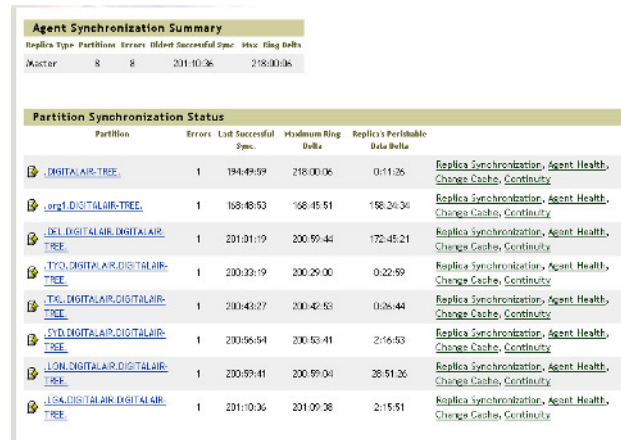 Agent Synchronization Summary
Replica Type Partitions Errors Oldest Successful Sync. Max. Ring Delta
Master 8 8 201:10:36 218:00:06
Partition Synchronization Status
Partition Errors Last Successful Sync. Maximum Ring Delta Replica's Perishable Data Delta
.DIGITALAIR-TREE. 1 194:49:59 218:00:06 0:11:26 Replica Synchronization, Agent Health,
Change Cache, Continuity
.org1.DIGITALAIR-TREE. 1 168:48:53 168:45:51 158:24:34 Replica Synchronization, Agent Health,
Change Cache, Continuity
.DEL.DIGITALAIR.DIGITALAIR- 1 201:01:19 200:59:44 172:45:21 Replica Synchronization, Agent Health,
TREE. Change Cache, Continuity
.TYO.DIGITALAIR.DIGITALAIR- 1 200:33:19 200:29:00 0:22:59 Replica Synchronization, Agent Health,
TREE. Change Cache, Continuity
.TXL.DIGITALAIR.DIGITALAIR- 1 200:43:27 200:42:53 0:26:44 Replica Synchronization, Agent Health,
TREE. Change Cache, Continuity
.SYD.DIGITALAIR.DIGITALAIR- 1 200:56:54 200:53:41 2:16:53 Replica Synchronization, Agent Health,
TREE. Change Cache, Continuity
.LON.DIGITALAIR.DIGITALAIR- 1 200:59:41 200:59:04 28:51:26 Replica Synchronization, Agent Health,
TREE. Change Cache, Continuity
.LGA.DIGITALAIR.DIGITALAIR- 1 201:10:36 201:09:38 2:15:51 Replica Synchronization, Agent Health,
TREE. Change Cache, Continuity